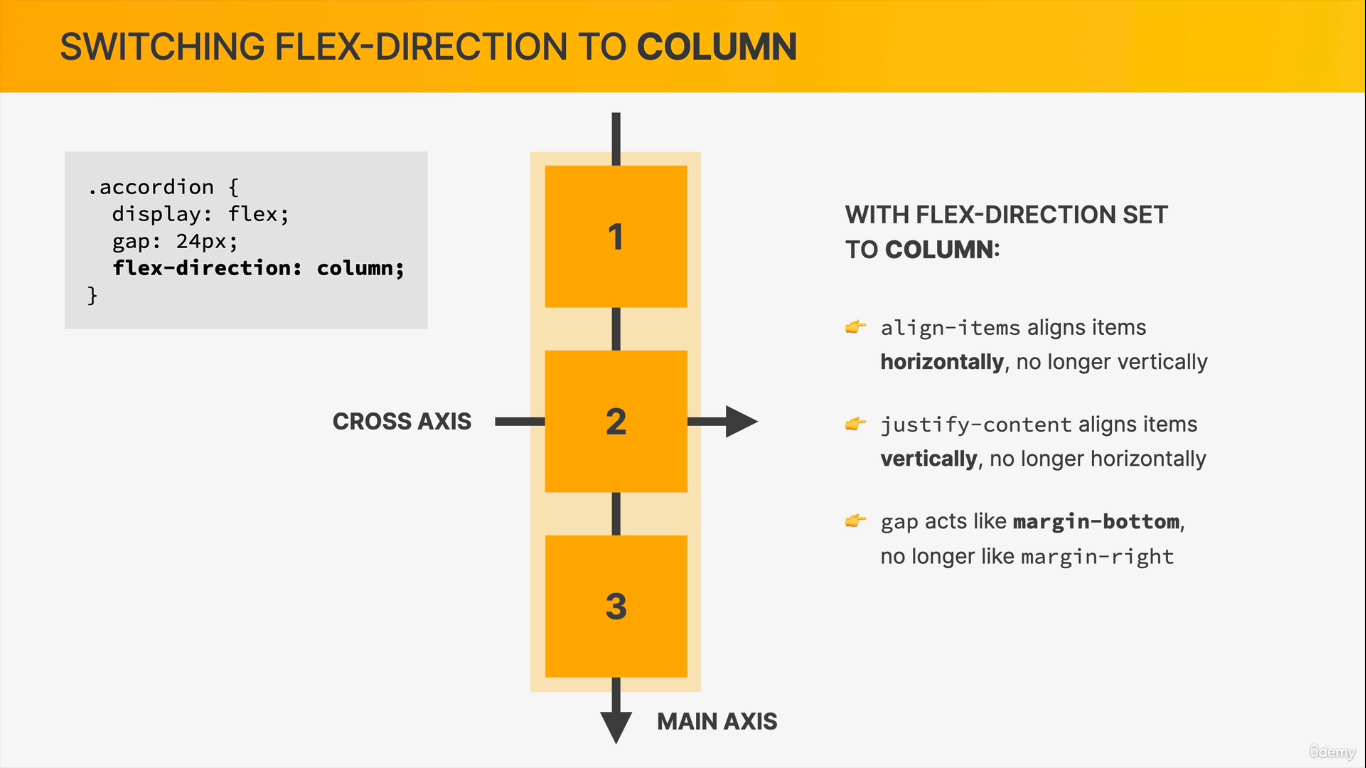 SWITCHING FLEX-DIRECTION TO COLUMN
.accordion {
display: flex;
gap: 24px;
flex-direction: column;
}
1
2
3
CROSS AXIS
MAIN AXIS
WITH FLEX-DIRECTION SET
TO COLUMN:
👉 align-items aligns items
horizontally, no longer vertically
👉 justify-content aligns items
vertically, no longer horizontally
👉 gap acts like margin-bottom,
no longer like margin-right
ûdemy